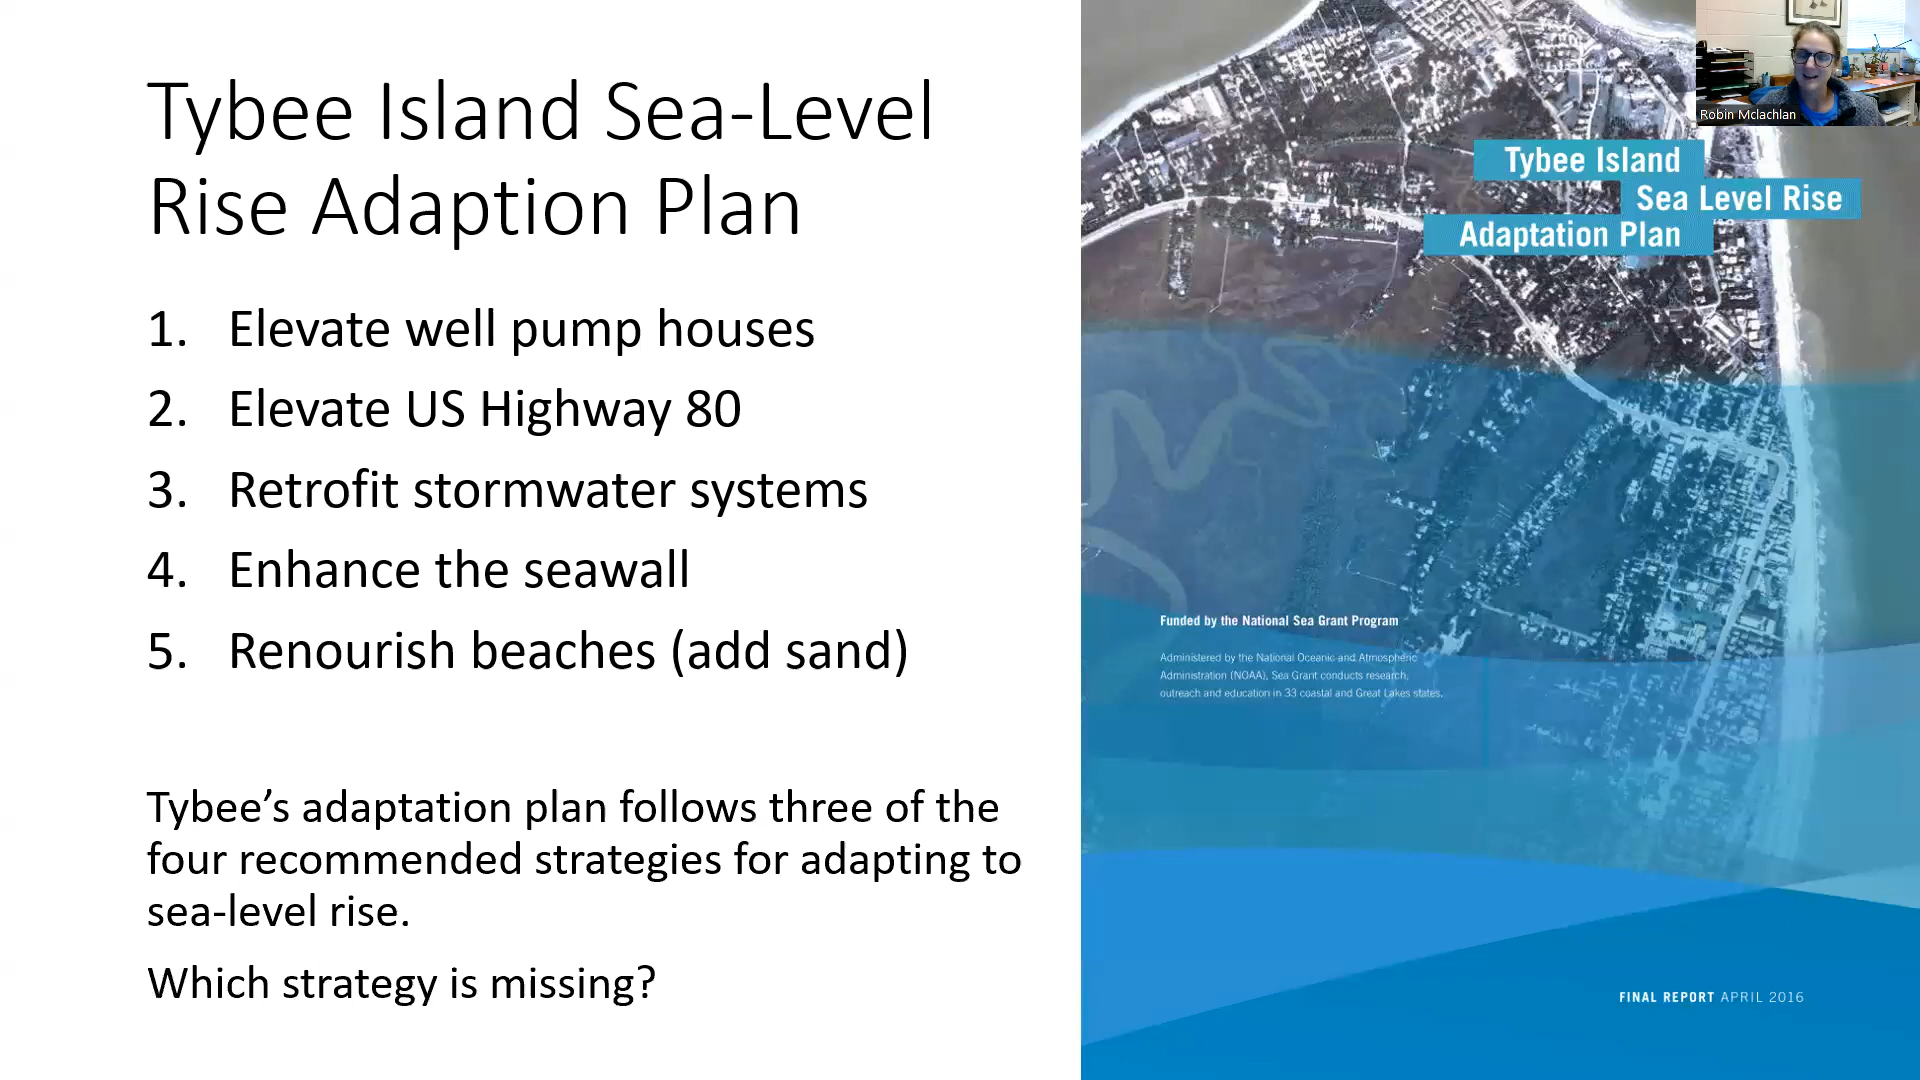 Tybee Island Sea-Level
Rise Adaption Plan
1. Elevate well pump houses
2. Elevate US Highway 80
3. Retrofit stormwater systems
4. Enhance the seawall
5. Renourish beaches (add sand)
Tybee’s adaptation plan follows three of the
four recommended strategies for adapting to
sea-level rise.
Which strategy is missing?
Robin Mclachlan
Tybee Island
Sea Level Rise
Adaptation Plan
Funded by the National Sea Grant Program
Administered by the National Oceanic and Atmospheric
Administration (NOAA), Sea Grant conducts research,
outreach and education in 33 coastal and Great Lakes states.
FINAL REPORT APRIL 2016